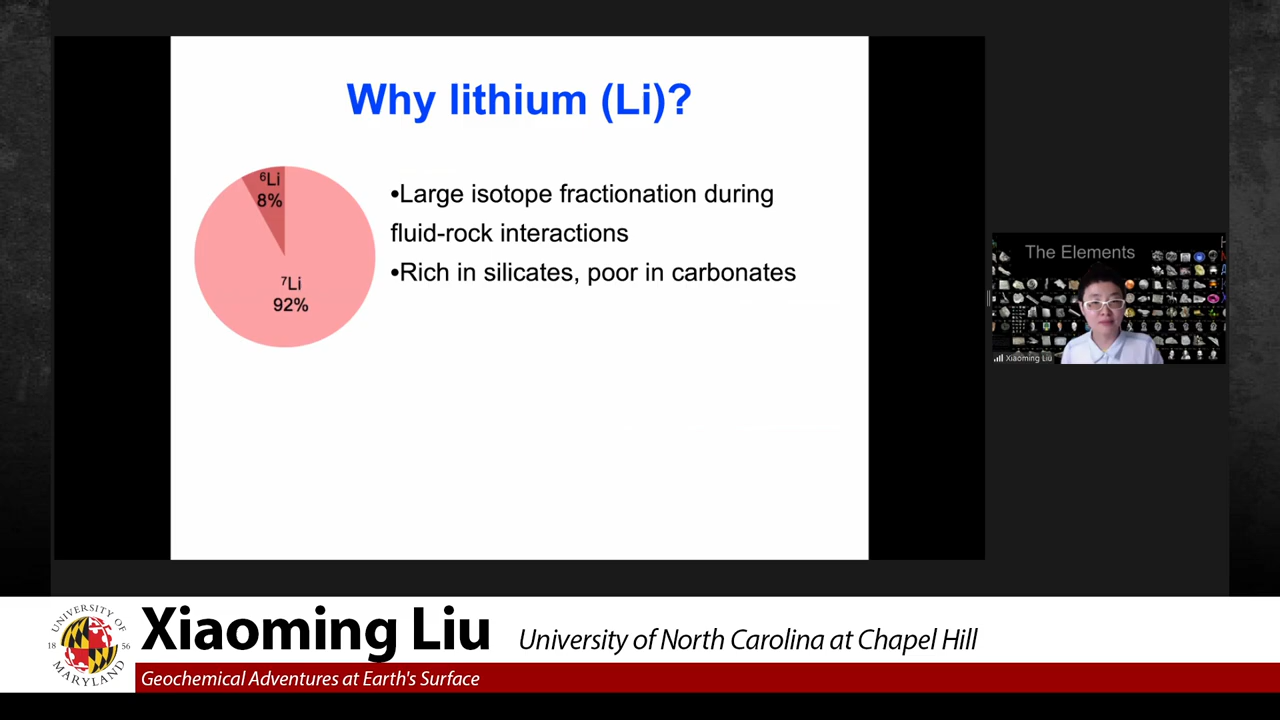 Why lithium (Li)?
⁶Li
8%
⁷Li
92%
•Large isotope fractionation during
fluid-rock interactions
•Rich in silicates, poor in carbonates
The Elements
Xiaoming Liu
UNIVERSITY OF
18 56
MARYLAND
Xiaoming Liu
University of North Carolina at Chapel Hill
Geochemical Adventures at Earth's Surface